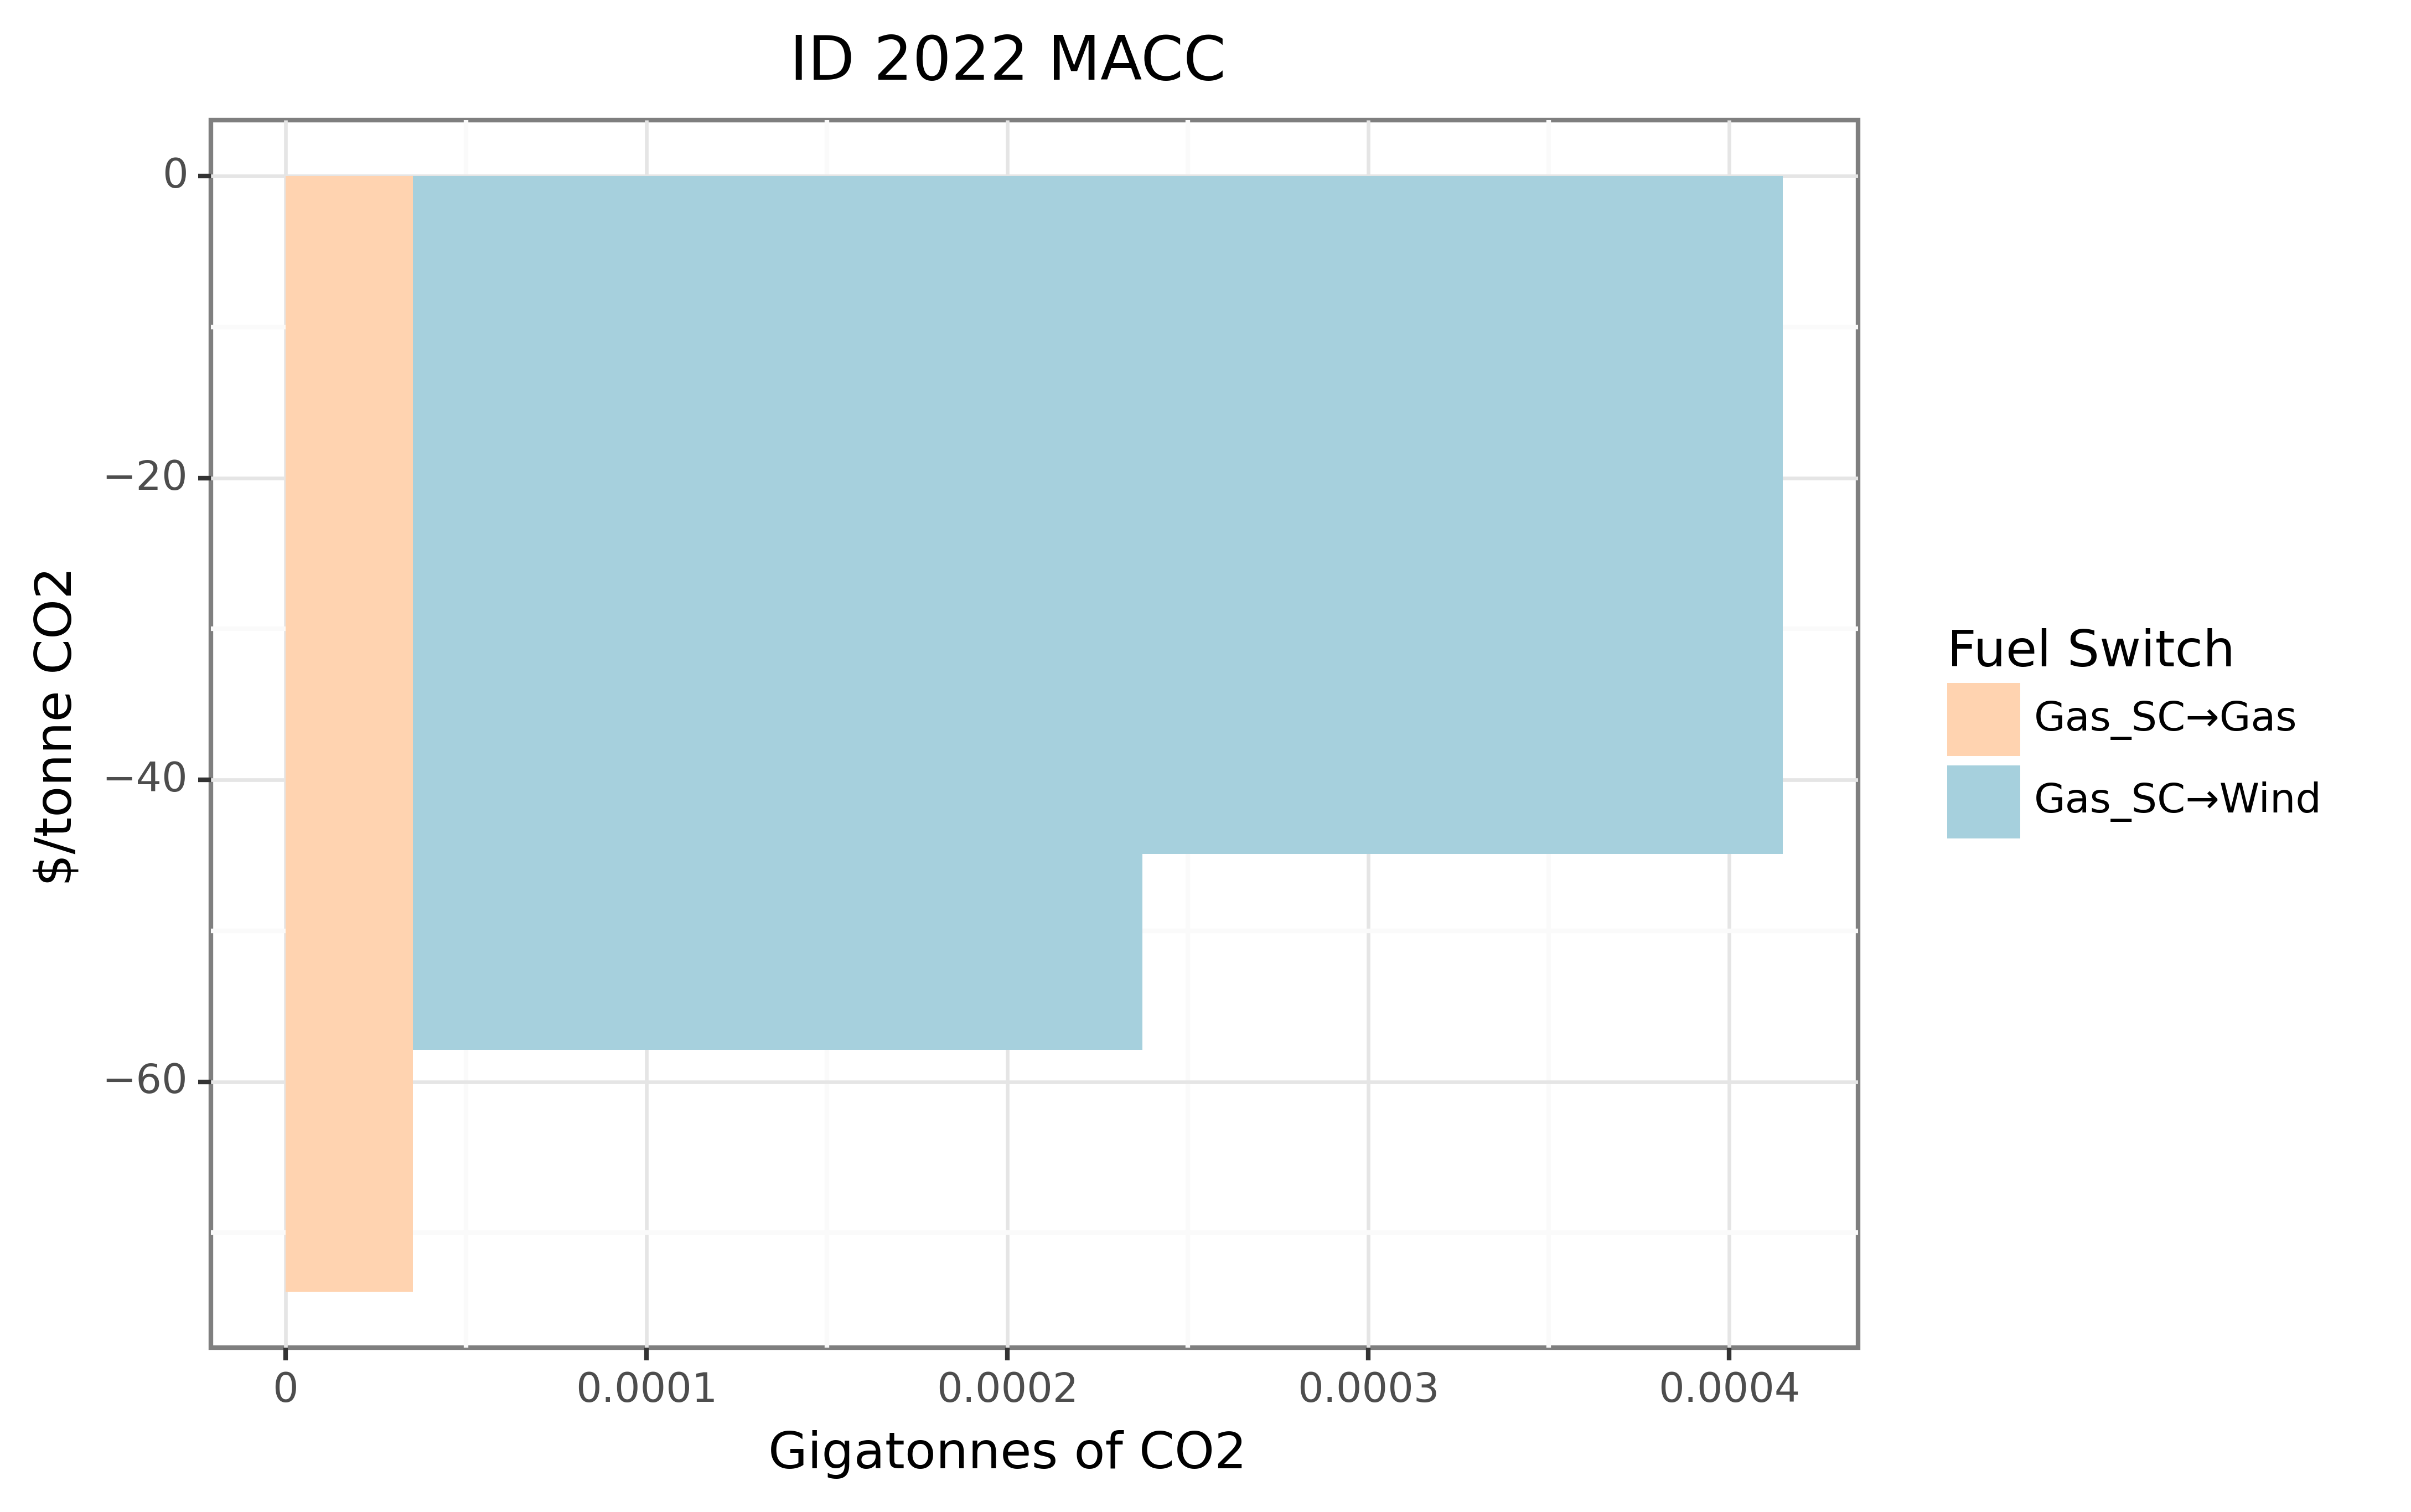 ID 2022 MACC
0
−20
−40
−60
$/tonne CO2
0
0.0001
0.0002
0.0003
0.0004
Gigatonnes of CO2
Fuel Switch
Gas_SC→Gas
Gas_SC→Wind